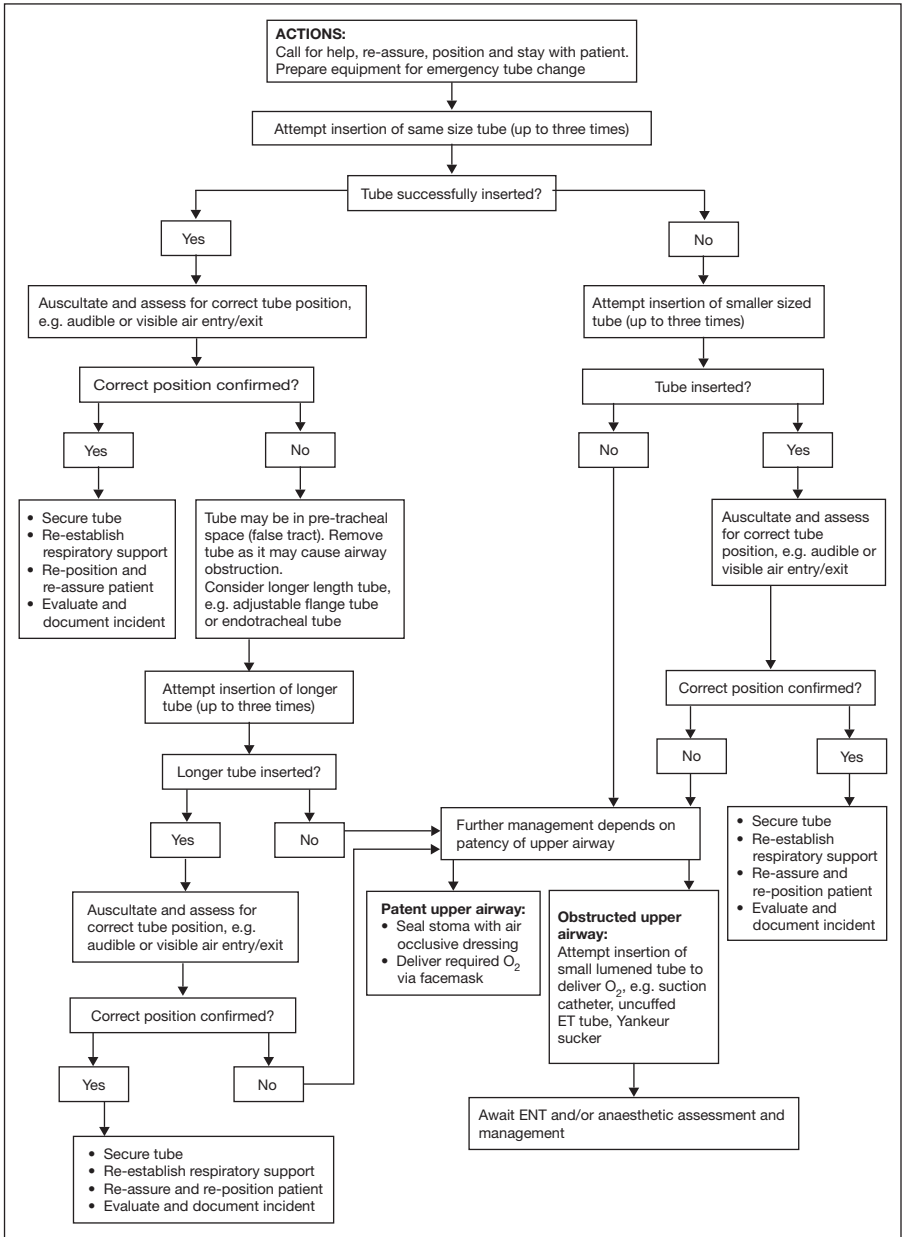 ACTIONS:
Call for help, re-assure, position and stay with patient.
Prepare equipment for emergency tube change
Attempt insertion of same size tube (up to three times)
Tube successfully inserted?
Yes
No
Auscultate and assess for correct tube position,
e.g. audible or visible air entry/exit
Attempt insertion of smaller sized
tube (up to three times)
Correct position confirmed?
Tube inserted?
Yes
No
No
Yes
• Secure tube
• Re-establish
respiratory support
• Re-position and
re-assure patient
• Evaluate and
document incident
Tube may be in pre-tracheal
space (false tract). Remove
tube as it may cause airway
obstruction.
Consider longer length tube,
e.g. adjustable flange tube
or endotracheal tube
Auscultate and assess
for correct tube
position, e.g. audible or
visible air entry/exit
Attempt insertion of longer
tube (up to three times)
Correct position confirmed?
Longer tube inserted?
No
Yes
Yes
No
Further management depends on
patency of upper airway
• Secure tube
• Re-establish
respiratory support
• Re-assure and
re-position patient
• Evaluate and
document incident
Auscultate and assess for
correct tube position, e.g.
audible or visible air entry/exit
Patent upper airway:
• Seal stoma with air
occlusive dressing
• Deliver required O₂
via facemask
Obstructed upper
airway:
Attempt insertion of
small lumened tube to
deliver O₂, e.g. suction
catheter, uncuffed
ET tube, Yankeur
sucker
Correct position confirmed?
Yes
No
Await ENT and/or anaesthetic assessment and
management
• Secure tube
• Re-establish respiratory support
• Re-assure and re-position patient
• Evaluate and document incident